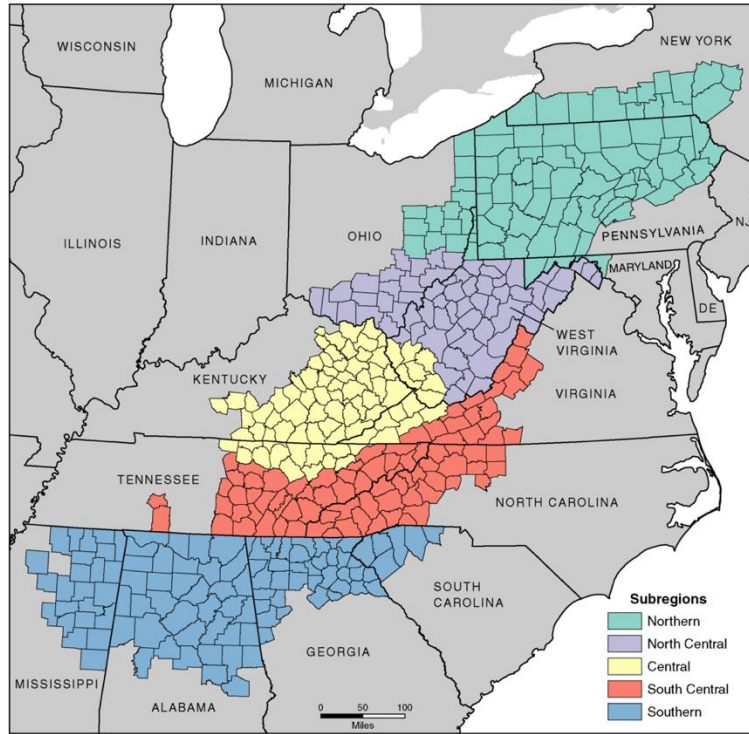 WISCONSIN
MICHIGAN
NEW YORK
ILLINOIS
INDIANA
OHIO
PENNSYLVANIA
NJ
MARYLAND
DE
WEST
VIRGINIA
KENTUCKY
VIRGINIA
TENNESSEE
NORTH CAROLINA
SOUTH
CAROLINA
GEORGIA
MISSISSIPPI
ALABAMA
0 50 100
Miles
Subregions
Northern
North Central
Central
South Central
Southern